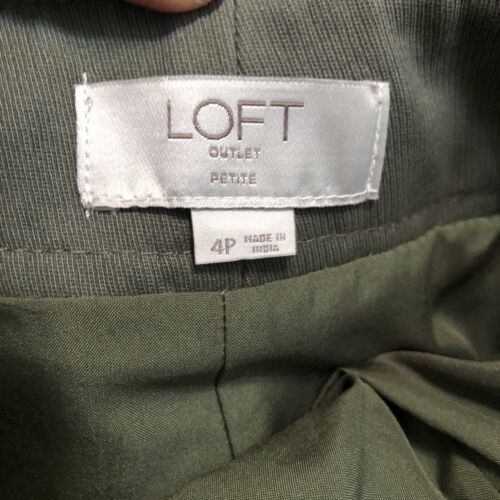 LOFT
OUTLET
PETITE
4P MADE IN
INDIA